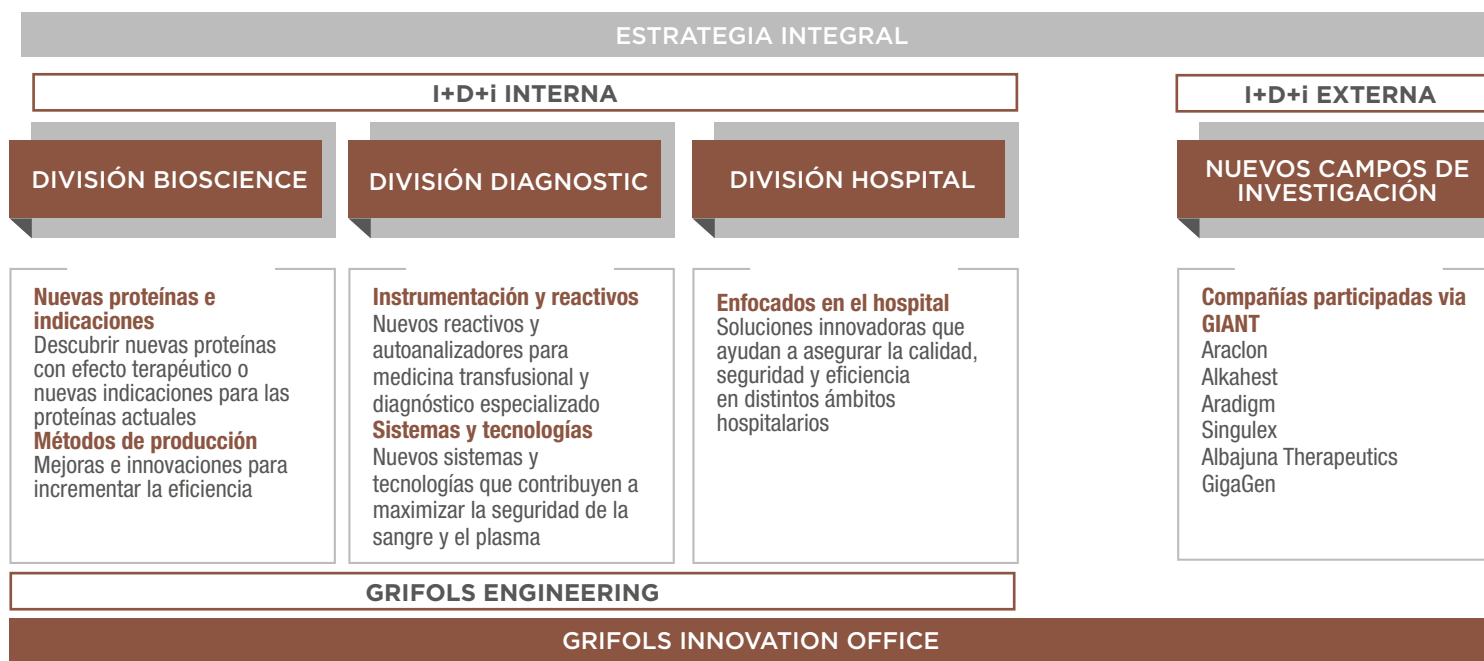 ESTRATEGIA INTEGRAL
I+D+i INTERNA
I+D+i EXTERNA
DIVISIÓN BIOSCIENCE
DIVISIÓN DIAGNOSTIC
DIVISIÓN HOSPITAL
NUEVOS CAMPOS DE
INVESTIGACIÓN
Nuevas proteínas e
indicaciones
Descubrir nuevas proteínas
con efecto terapéutico o
nuevas indicaciones para las
proteínas actuales
Métodos de producción
Mejoras e innovaciones para
incrementar la eficiencia
Instrumentación y reactivos
Nuevos reactivos y
autoanalizadores para
medicina transfusional y
diagnóstico especializado
Sistemas y tecnologías
Nuevos sistemas y
tecnologías que contribuyen a
maximizar la seguridad de la
sangre y el plasma
Enfocados en el hospital
Soluciones innovadoras que
ayudan a asegurar la calidad,
seguridad y eficiencia
en distintos ámbitos
hospitalarios
Compañías participadas via
GIANT
Araclon
Alkahest
Aradigm
Singulex
Albajuna Therapeutics
GigaGen
GRIFOLS ENGINEERING
GRIFOLS INNOVATION OFFICE